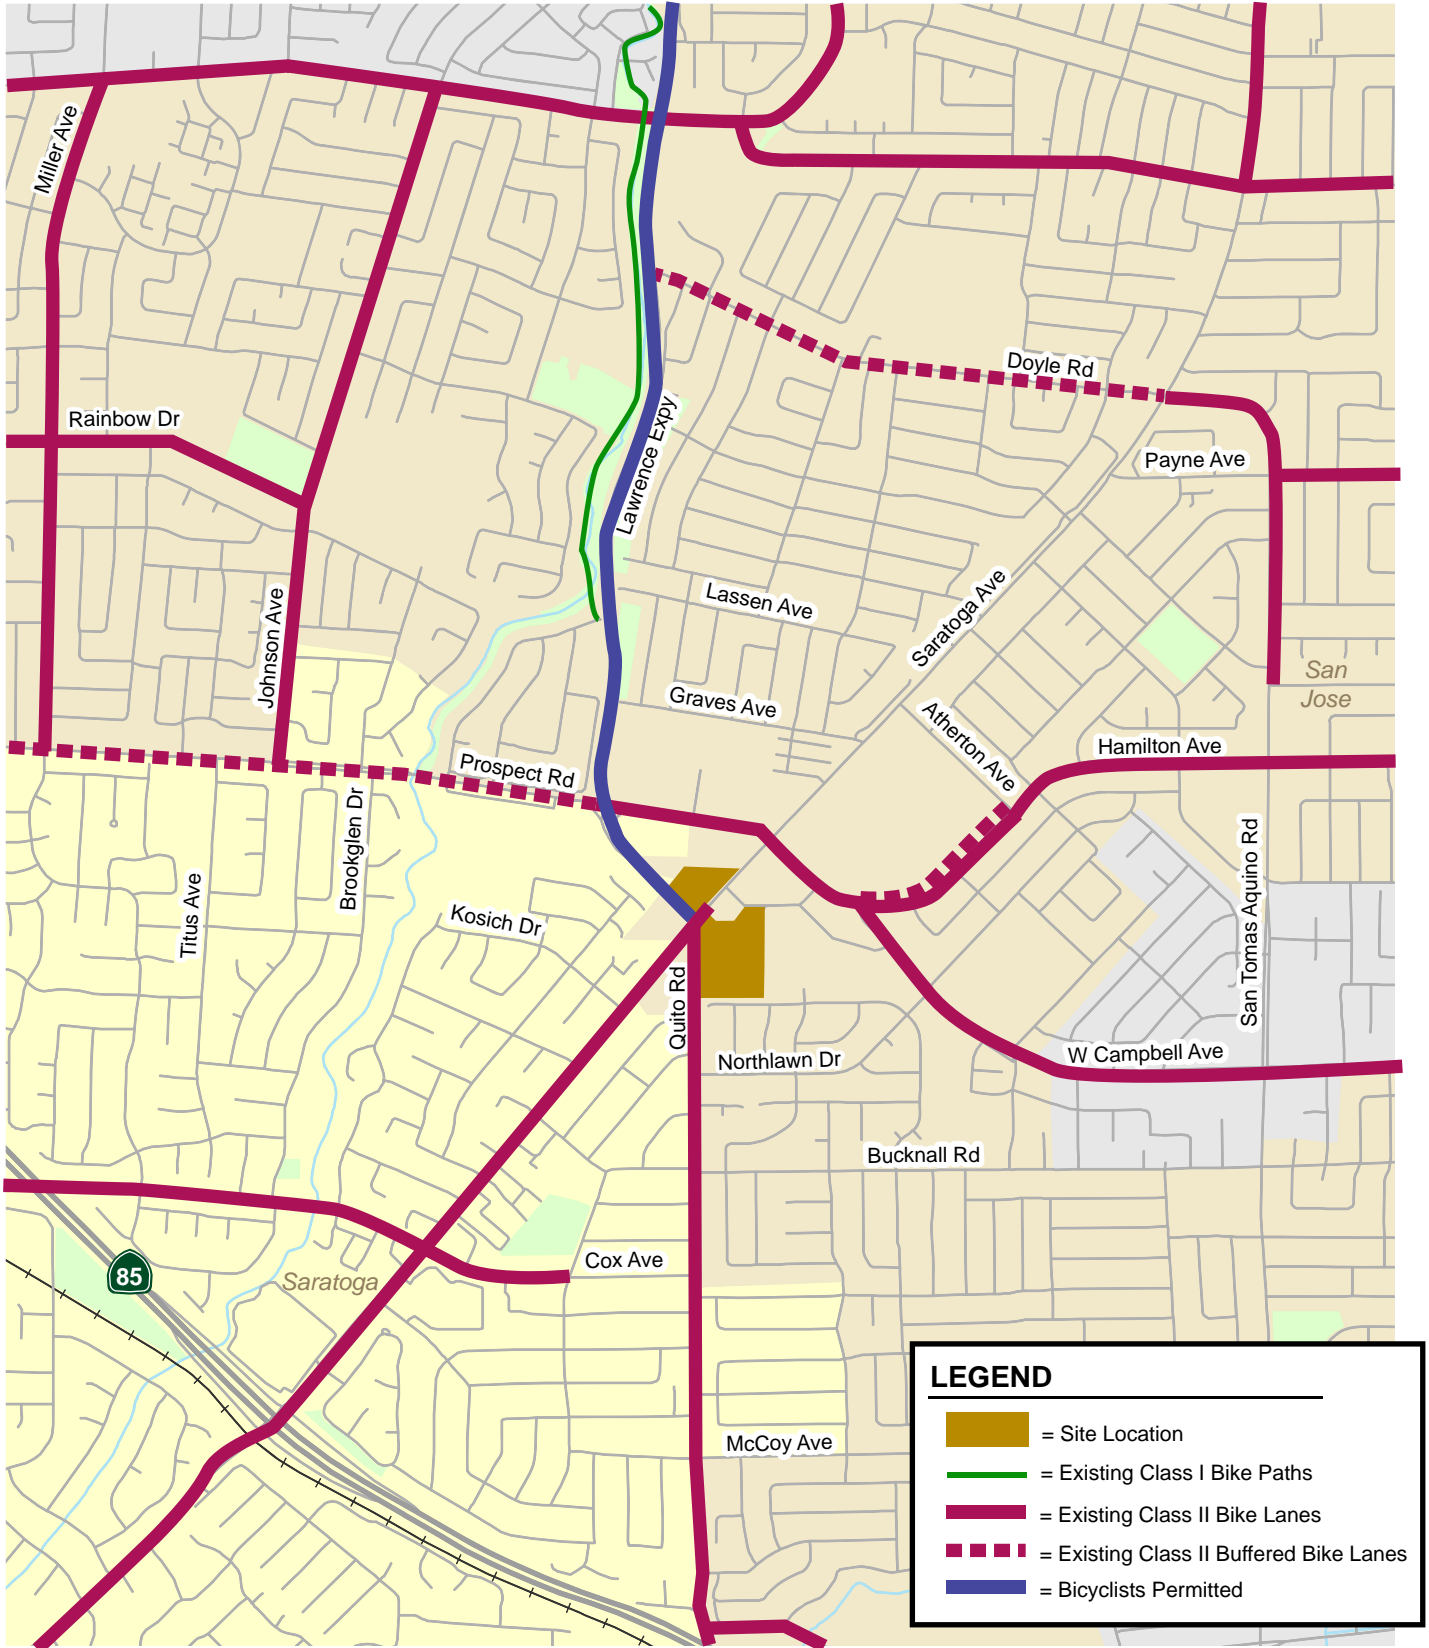 Miller Ave
Rainbow Dr
Doyle Rd
Payne Ave
Lawrence Expy
Lassen Ave
Saratoga Ave
Johnson Ave
San
Jose
Graves Ave
Atherton Ave
Hamilton Ave
Prospect Rd
Brookglen Dr
Titus Ave
Kosich Dr
San Tomas Aquino Rd
Quito Rd
Northlawn Dr
W Campbell Ave
Bucknall Rd
Cox Ave
85
Saratoga
McCoy Ave
LEGEND
= Site Location
= Existing Class I Bike Paths
= Existing Class II Bike Lanes
= Existing Class II Buffered Bike Lanes
= Bicyclists Permitted